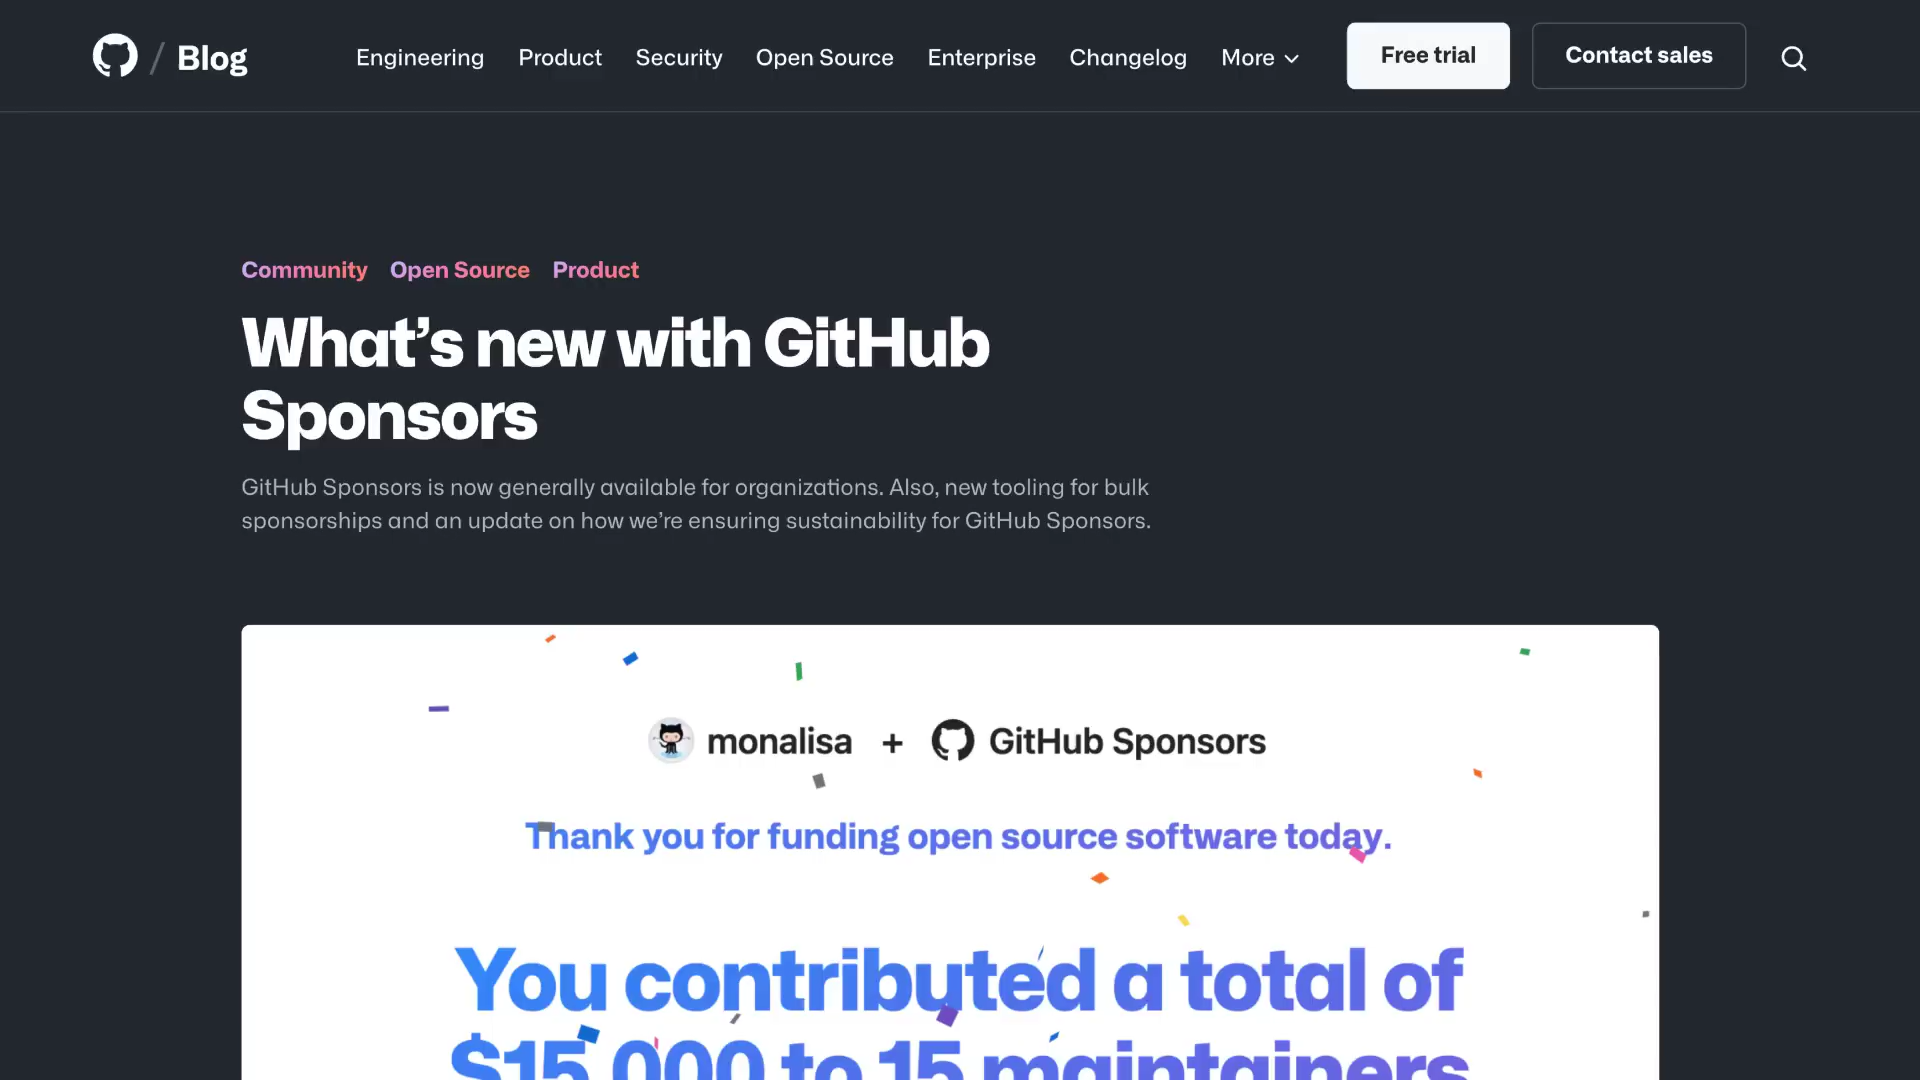 / Blog
Engineering Product Security Open Source Enterprise Changelog More
Free trial
Contact sales
Community Open Source Product
What’s new with GitHub
Sponsors
GitHub Sponsors is now generally available for organizations. Also, new tooling for bulk
sponsorships and an update on how we’re ensuring sustainability for GitHub Sponsors.
monalisa + GitHub Sponsors
Thank you for funding open source software today.
You contributed a total of
$15,000 to 15 maintainers